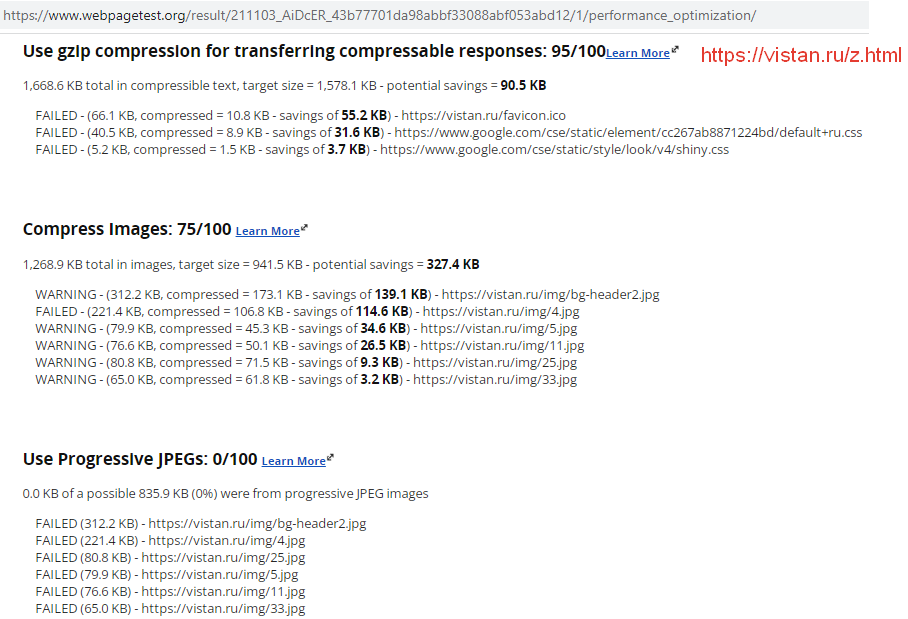 https://www.webpagetest.org/result/211103_AiDcER_43b77701da98abbf33088abf053abd12/1/performance_optimization/
Use gzip compression for transferring compressable responses: 95/100 Learn More
https://vistan.ru/z.html
1,668.6 KB total in compressible text, target size = 1,578.1 KB - potential savings = 90.5 KB
FAILED - (66.1 KB, compressed = 10.8 KB - savings of 55.2 KB) - https://vistan.ru/favicon.ico
FAILED - (40.5 KB, compressed = 8.9 KB - savings of 31.6 KB) - https://www.google.com/cse/static/element/cc267ab8871224bd/default+ru.css
FAILED - (5.2 KB, compressed = 1.5 KB - savings of 3.7 KB) - https://www.google.com/cse/static/style/look/v4/shiny.css
Compress Images: 75/100 Learn More
1,268.9 KB total in images, target size = 941.5 KB - potential savings = 327.4 KB
WARNING - (312.2 KB, compressed = 173.1 KB - savings of 139.1 KB) - https://vistan.ru/img/bg-header2.jpg
FAILED - (221.4 KB, compressed = 106.8 KB - savings of 114.6 KB) - https://vistan.ru/img/4.jpg
WARNING - (79.9 KB, compressed = 45.3 KB - savings of 34.6 KB) - https://vistan.ru/img/5.jpg
WARNING - (76.6 KB, compressed = 50.1 KB - savings of 26.5 KB) - https://vistan.ru/img/11.jpg
WARNING - (80.8 KB, compressed = 71.5 KB - savings of 9.3 KB) - https://vistan.ru/img/25.jpg
WARNING - (65.0 KB, compressed = 61.8 KB - savings of 3.2 KB) - https://vistan.ru/img/33.jpg
Use Progressive JPEGs: 0/100 Learn More
0.0 KB of a possible 835.9 KB (0%) were from progressive JPEG images
FAILED (312.2 KB) - https://vistan.ru/img/bg-header2.jpg
FAILED (221.4 KB) - https://vistan.ru/img/4.jpg
FAILED (80.8 KB) - https://vistan.ru/img/25.jpg
FAILED (79.9 KB) - https://vistan.ru/img/5.jpg
FAILED (76.6 KB) - https://vistan.ru/img/11.jpg
FAILED (65.0 KB) - https://vistan.ru/img/33.jpg